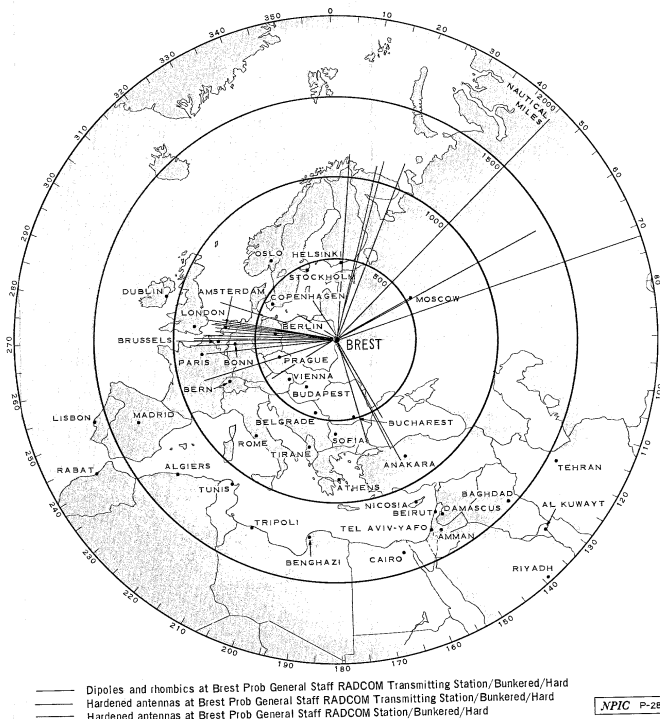 0
350
10
340
20
330
30
320
40
NAUTICAL
MILES
2000
310
50
1500
300
60
1000
290
70
OSLO
HELSINKI
STOCKHOLM
500
280
80
DUBLIN
AMSTERDAM
COPENHAGEN
MOSCOW
LONDON
BERLIN
270
BRUSSELS
BREST
PARIS
BONN
PRAGUE
VIENNA
BERN
BUDAPEST
260
100
LISBON
MADRID
BELGRADE
BUCHAREST
ROME
SOFIA
TIRANE
ANAKARA
250
110
RABAT
ALGIERS
TEHRAN
TUNIS
ATHENS
BAGHDAD
NICOSIA
BEIRUT
DAMASCUS
AL KUWAYT
120
240
TRIPOLI
TEL AVIV-YAFO
AMMAN
230
130
BENGHAZI
CAIRO
RIYADH
220
140
210
150
200
160
190
170
180
Dipoles and rhombics at Brest Prob General Staff RADCOM Transmitting Station/Bunkered/Hard
Hardened antennas at Brest Prob General Staff RADCOM Transmitting Station/Bunkered/Hard
Hardened antennas at Brest Prob General Staff RADCOM Station/Bunkered/Hard
NPIC P-28